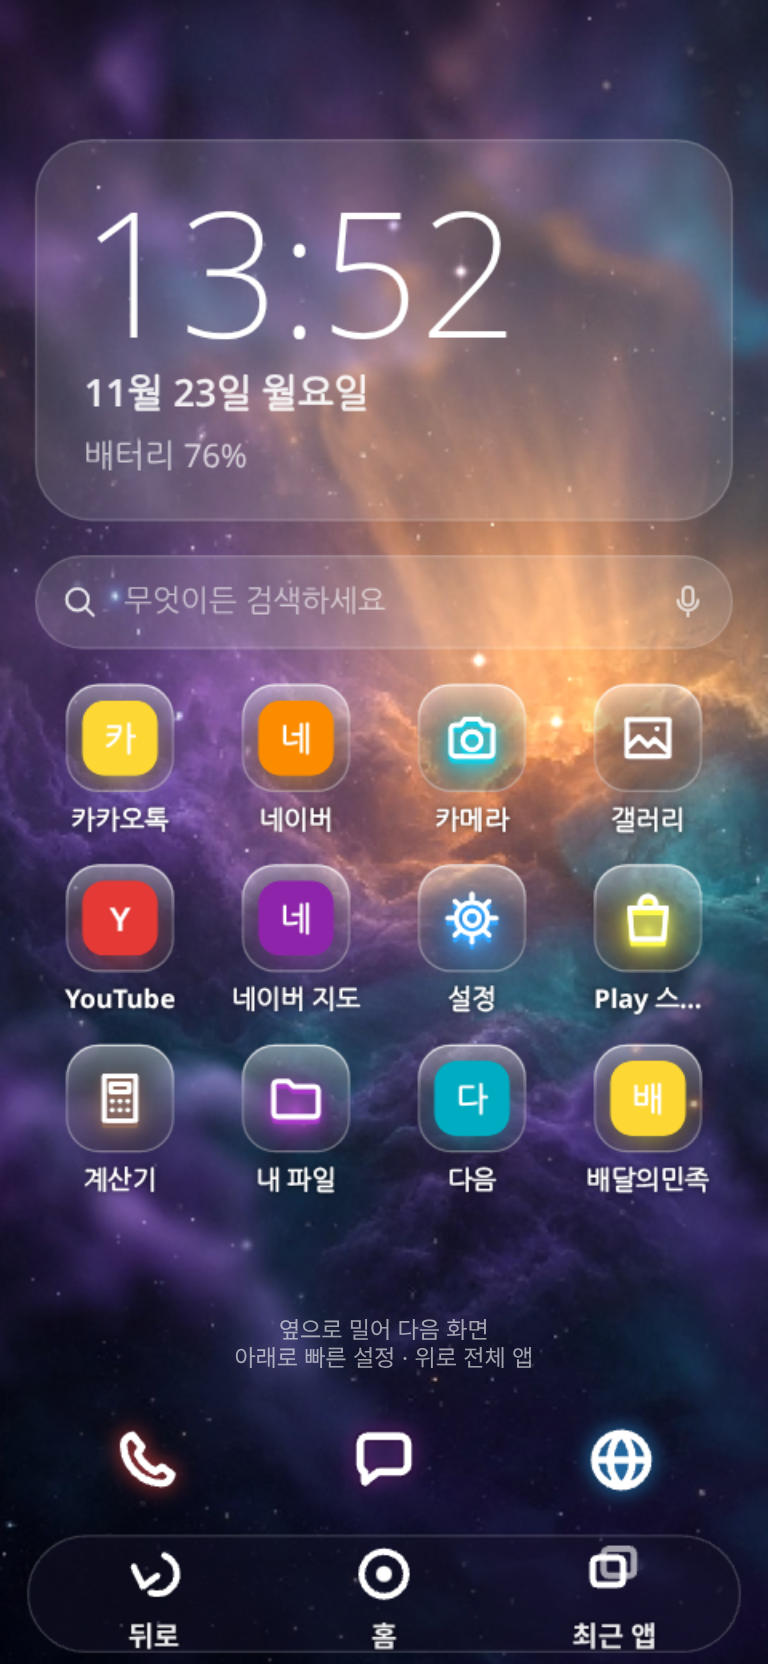 13:52
11월 23일 월요일
배터리 76%
무엇이든 검색하세요
카 네
카카오톡 네이버 카메라 갤러리
Y 네
YouTube 네이버 지도 설정 Play 스...
다 배
계산기 내 파일 다음 배달의민족
옆으로 밀어 다음 화면
아래로 빠른 설정 · 위로 전체 앱
뒤로 홈 최근 앱